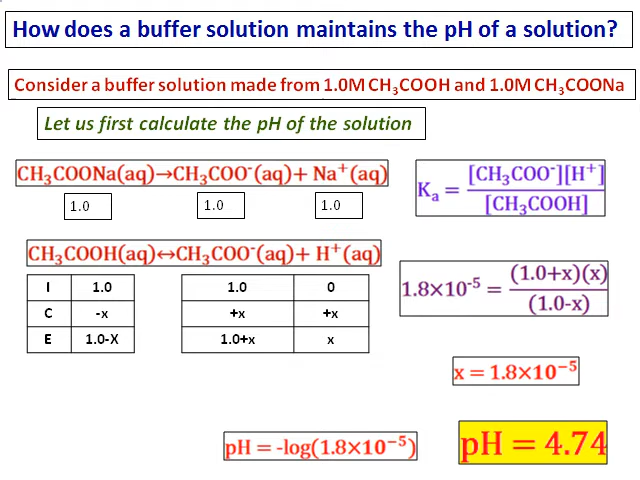 How does a buffer solution maintains the pH of a solution?
Consider a buffer solution made from 1.0M CH₃COOH and 1.0M CH₃COONa
Let us first calculate the pH of the solution
CH₃COONa(aq)→CH₃COO⁻(aq)+ Na⁺(aq)
1.0 1.0 1.0
Kₐ = [CH₃COO⁻][H⁺] / [CH₃COOH]
CH₃COOH(aq)↔CH₃COO⁻(aq)+ H⁺(aq)
I 1.0 1.0 0
C -x +x +x
E 1.0-X 1.0+x x
1.8×10⁻⁵ = (1.0+x)(x) / (1.0-x)
x = 1.8×10⁻⁵
pH = -log(1.8×10⁻⁵)
pH = 4.74